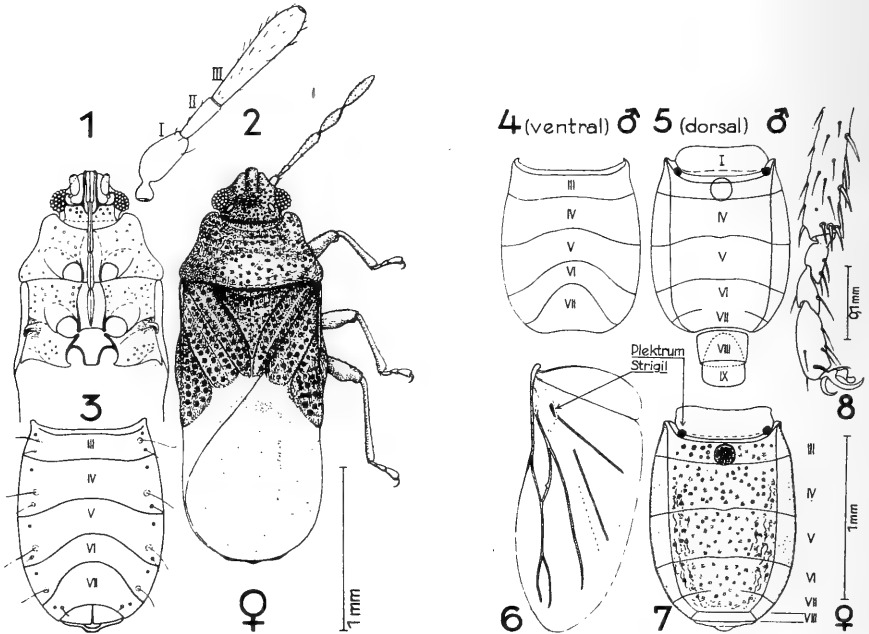 III
II
I
1
2
4 (ventral) ♂ 5 (dorsal) ♂
I
III
IV
V
VI
VII
IV
V
VI
VII
VIII
IX
0,1mm
8
Plektrum
Strigil
3
III
IV
V
VI
VII
♀
1mm
6
7
III
IV
V
VI
VII
VIII
♀
1mm